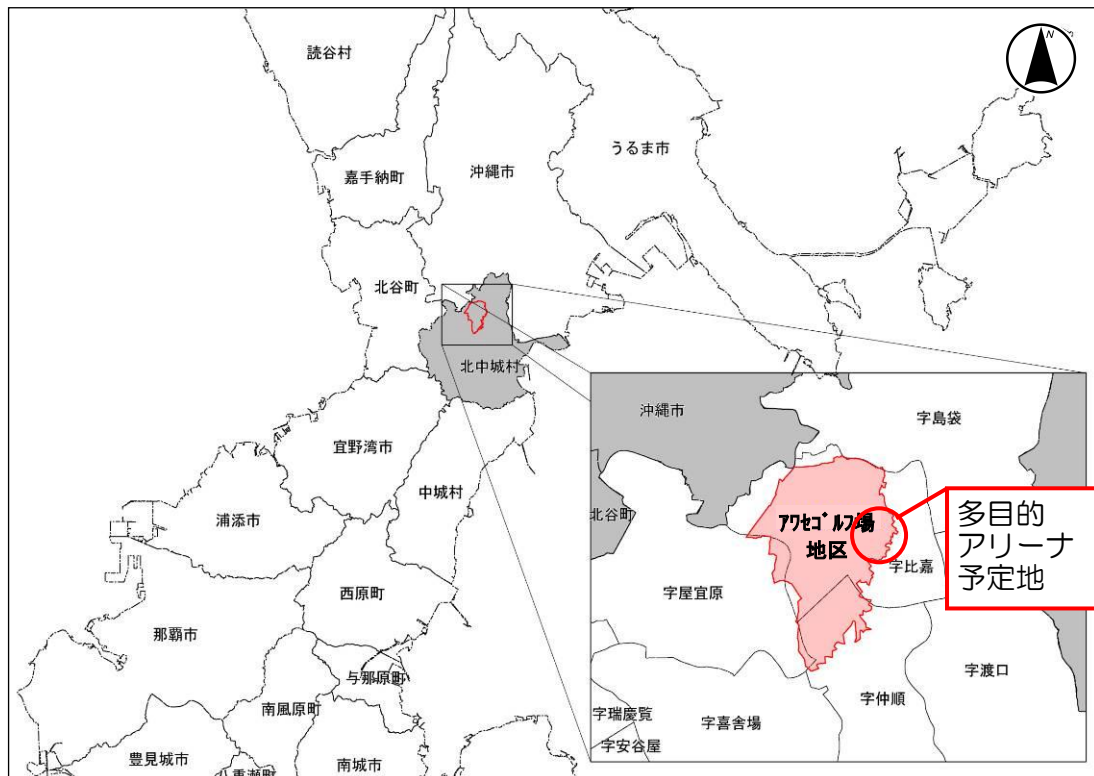 N
読谷村
うるま市
沖縄市
嘉手納町
北谷町
北中城村
宜野湾市
中城村
浦添市
西原町
那覇市
与那原町
南風原町
豊見城市
八重瀬町
南城市
沖縄市
字島袋
北谷町
アワセゴルフ場
地区
多目的
アリーナ
予定地
字比嘉
字屋宜原
字渡口
字仲順
字瑞慶覧
字喜舎場
字安谷屋